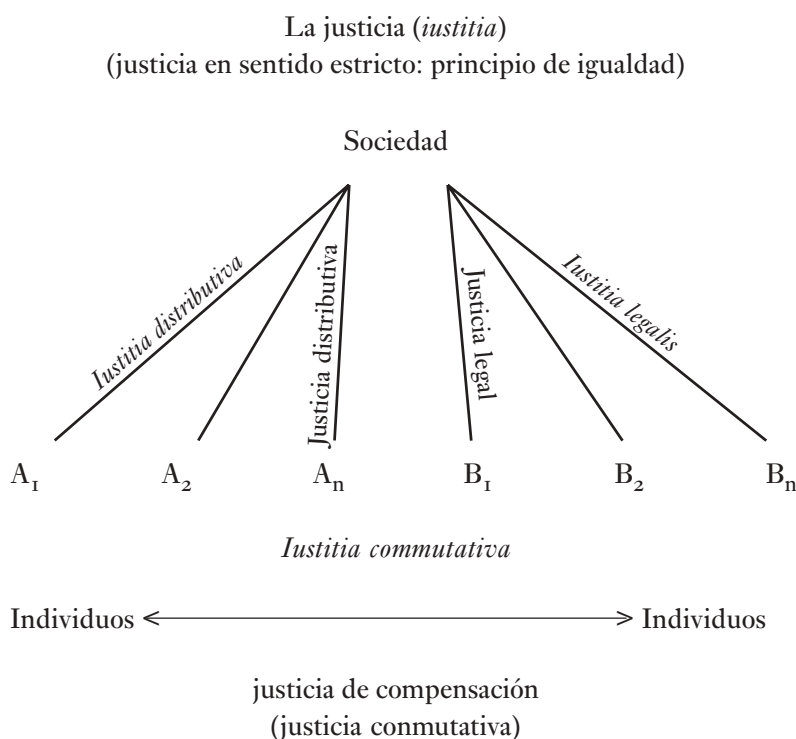 La justicia (iustitia)
(justicia en sentido estricto: principio de igualdad)
Sociedad
Iustitia distributiva
Justicia distributiva
Justicia legal
Iustitia legalis
A₁ A₂ Aₙ B₁ B₂ Bₙ
Iustitia commutativa
Individuos Individuos
justicia de compensación
(justicia conmutativa)